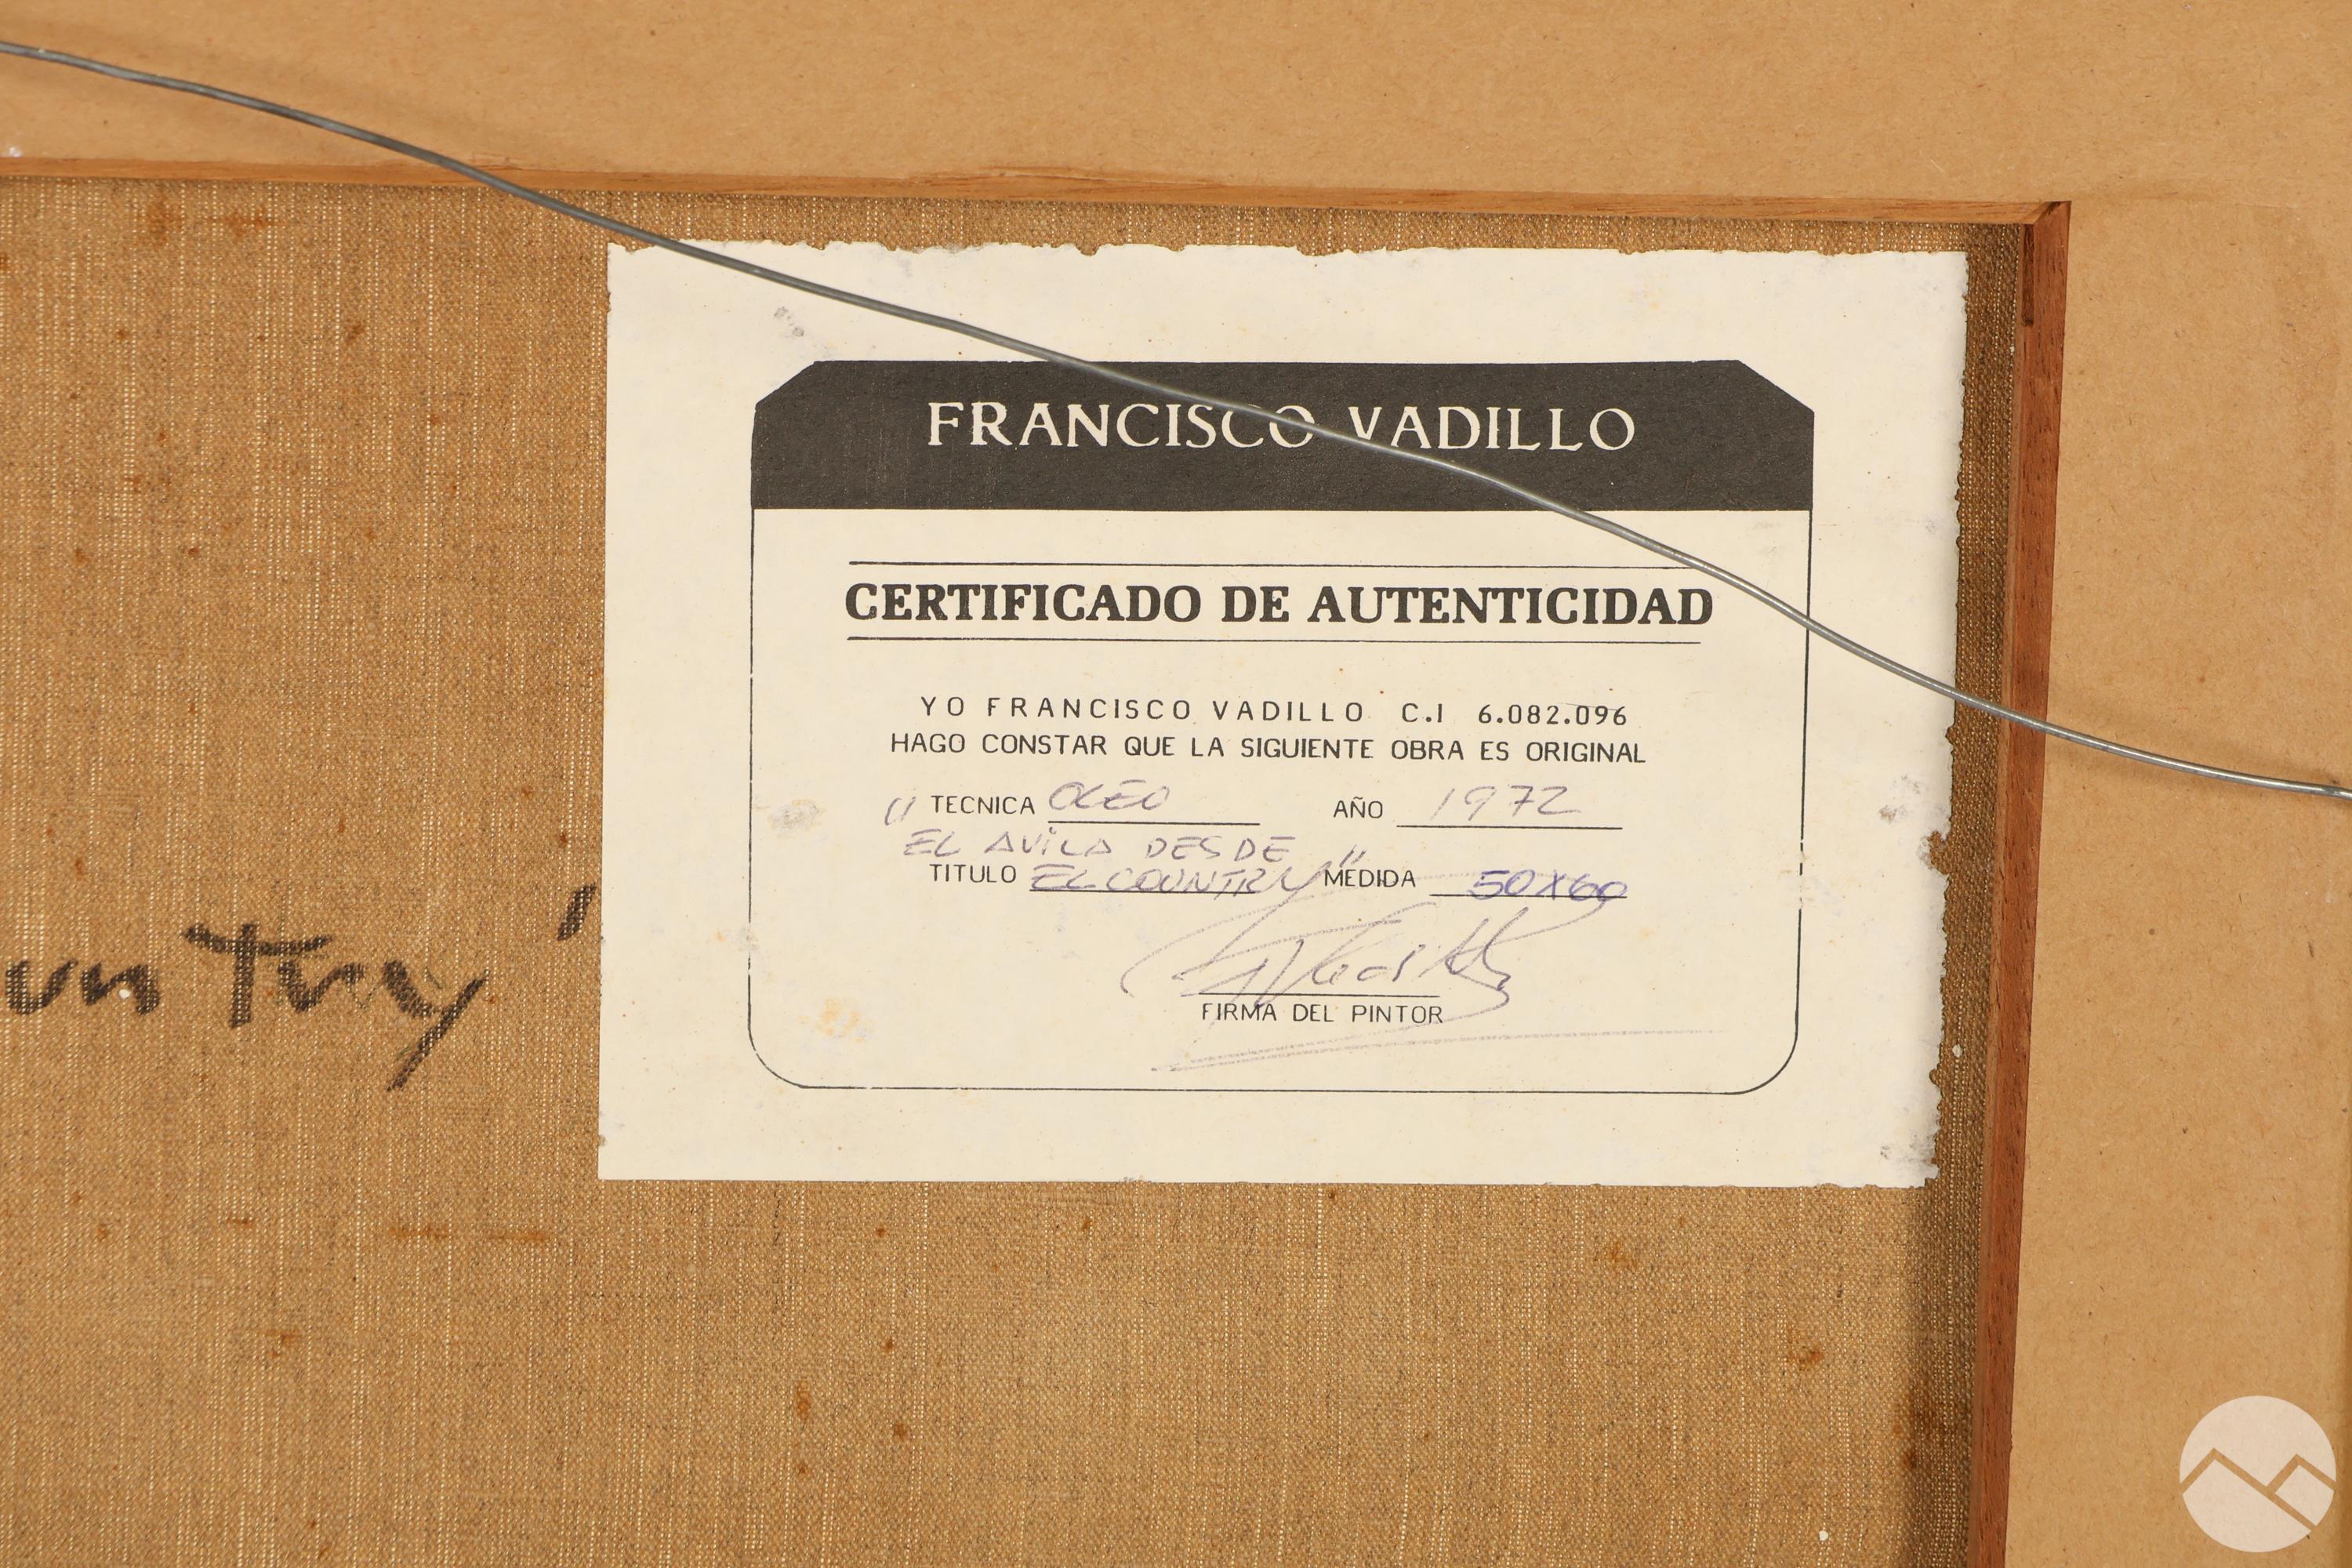 FRANCISCO VADILLO
CERTIFICADO DE AUTENTICIDAD
YO FRANCISCO VADILLO C.I 6.082.096
HAGO CONSTAR QUE LA SIGUIENTE OBRA ES ORIGINAL
" TECNICA OLEO AÑO 1972
EL AVILA DESDE
TITULO EL COUNTRY" MEDIDA 50X60
FIRMA DEL PINTOR
untry'